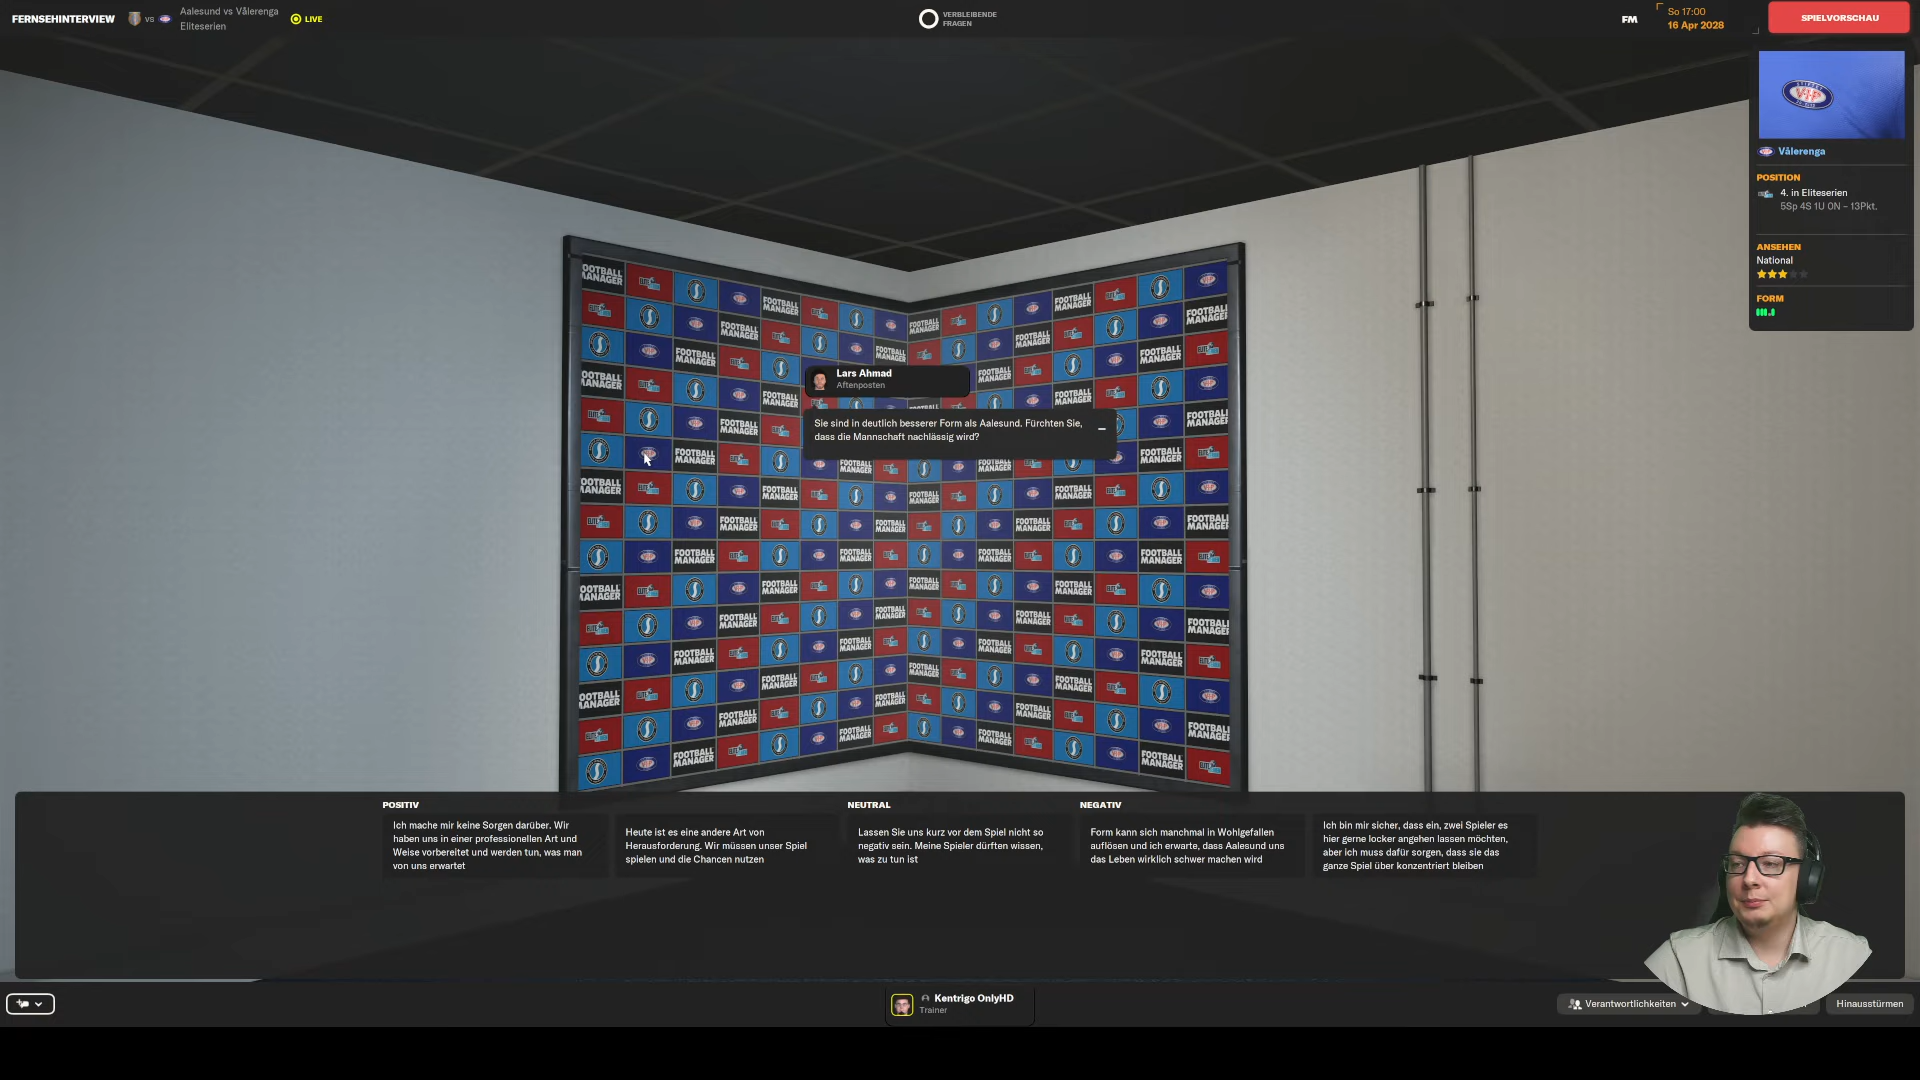 FERNSEHINTERVIEW
VS
Aalesund vs Vålerenga
Eliteserien
LIVE
VERBLEIBENDE
FRAGEN
FM
So 17:00
16 Apr 2028
SPIELVORSCHAU
Vålerenga
POSITION
4. in Eliteserien
5Sp 4S 1U 0N – 13Pkt.
ANSEHEN
National
FORM
FOOTBALL
MANAGER
Lars Ahmad
Aftenposten
Sie sind in deutlich besserer Form als Aalesund. Fürchten Sie,
dass die Mannschaft nachlässig wird?
POSITIV
Ich mache mir keine Sorgen darüber. Wir
haben uns in einer professionellen Art und
Weise vorbereitet und werden tun, was man
von uns erwartet
Heute ist es eine andere Art von
Herausforderung. Wir müssen unser Spiel
spielen und die Chancen nutzen
NEUTRAL
Lassen Sie uns kurz vor dem Spiel nicht so
negativ sein. Meine Spieler dürften wissen,
was zu tun ist
NEGATIV
Form kann sich manchmal in Wohlgefallen
auflösen und ich erwarte, dass Aalesund uns
das Leben wirklich schwer machen wird
Ich bin mir sicher, dass ein, zwei Spieler es
hier gerne locker angehen lassen möchten,
aber ich muss dafür sorgen, dass sie das
ganze Spiel über konzentriert bleiben
Kentrigo OnlyHD
Trainer
Verantwortlichkeiten
Hinausstürmen